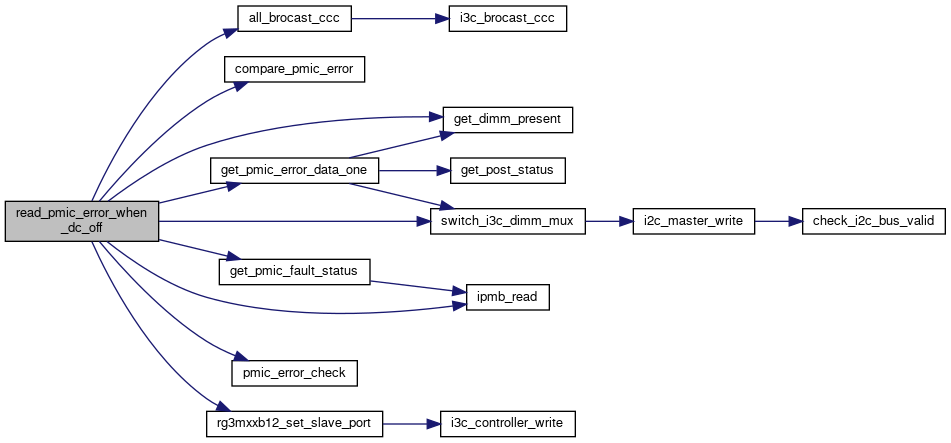 all_brocast_ccc
i3c_brocast_ccc
compare_pmic_error
get_dimm_present
get_pmic_error_data_one
get_post_status
read_pmic_error_when
_dc_off
switch_i3c_dimm_mux
i2c_master_write
check_i2c_bus_valid
get_pmic_fault_status
ipmb_read
pmic_error_check
rg3mxxb12_set_slave_port
i3c_controller_write